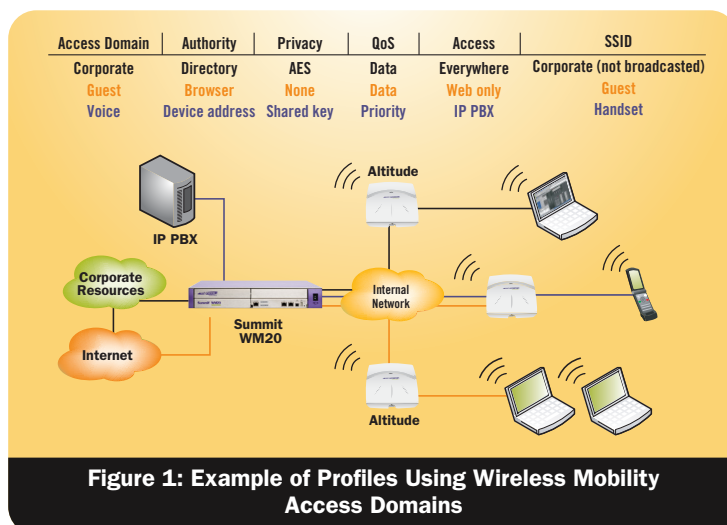 Access Domain Authority Privacy QoS Access SSID
Corporate Directory AES Data Everywhere Corporate (not broadcasted)
Guest Browser None Data Web only Guest
Voice Device address Shared key Priority IP PBX Handset
Altitude
IP PBX
Corporate
Resources
Internal
Network
Summit
WM20
Internet
Altitude
Figure 1: Example of Profiles Using Wireless Mobility
Access Domains